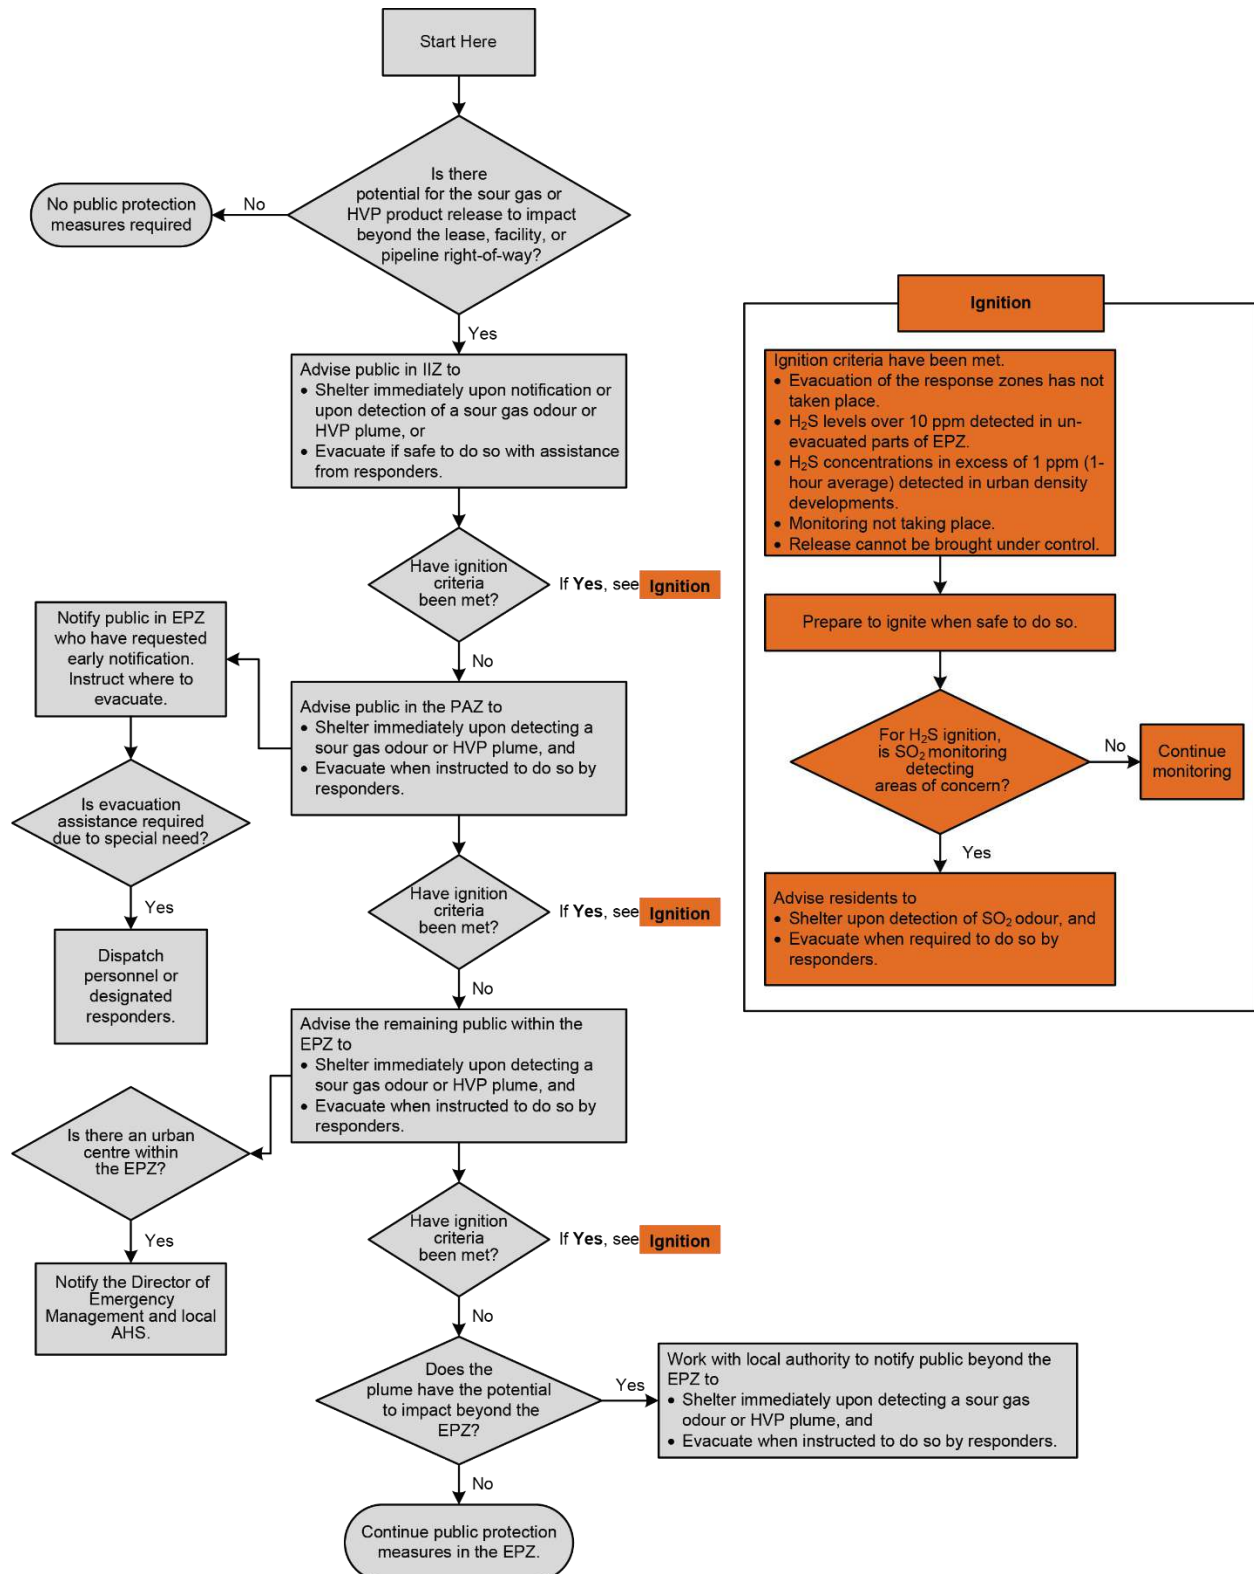 Start Here
Is there
potential for the sour gas or
HVP product release to impact
beyond the lease, facility, or
pipeline right-of-way?
No
No public protection
measures required
Yes
Advise public in IIZ to
• Shelter immediately upon notification or
upon detection of a sour gas odour or
HVP plume, or
• Evacuate if safe to do so with assistance
from responders.
Have ignition
criteria
been met?
If Yes, see Ignition
No
Advise public in the PAZ to
• Shelter immediately upon detecting a
sour gas odour or HVP plume, and
• Evacuate when instructed to do so by
responders.
Notify public in EPZ
who have requested
early notification.
Instruct where to
evacuate.
Is evacuation
assistance required
due to special need?
Yes
Dispatch
personnel or
designated
responders.
Have ignition
criteria
been met?
If Yes, see Ignition
No
Advise the remaining public within the
EPZ to
• Shelter immediately upon detecting a
sour gas odour or HVP plume, and
• Evacuate when instructed to do so by
responders.
Is there an urban
centre within
the EPZ?
Yes
Notify the Director of
Emergency
Management and local
AHS.
Have ignition
criteria
been met?
If Yes, see Ignition
No
Does the
plume have the potential
to impact beyond the
EPZ?
Yes
Work with local authority to notify public beyond the
EPZ to
• Shelter immediately upon detecting a sour gas
odour or HVP plume, and
• Evacuate when instructed to do so by responders.
No
Continue public protection
measures in the EPZ.
Ignition
Ignition criteria have been met.
• Evacuation of the response zones has not
taken place.
• H₂S levels over 10 ppm detected in un-
evacuated parts of EPZ.
• H₂S concentrations in excess of 1 ppm (1-
hour average) detected in urban density
developments.
• Monitoring not taking place.
• Release cannot be brought under control.
Prepare to ignite when safe to do so.
For H₂S ignition,
is SO₂ monitoring
detecting
areas of concern?
No
Continue
monitoring
Yes
Advise residents to
• Shelter upon detection of SO₂ odour, and
• Evacuate when required to do so by
responders.